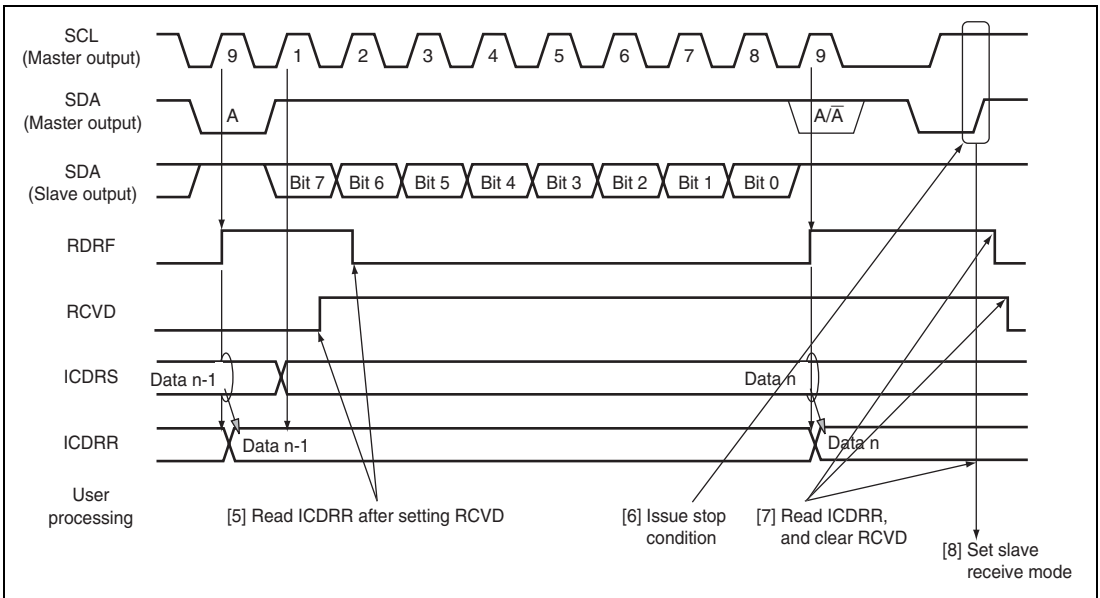 SCL
(Master output)
9 1 2 3 4 5 6 7 8 9
SDA
(Master output)
A A/A̅
SDA
(Slave output)
Bit 7 Bit 6 Bit 5 Bit 4 Bit 3 Bit 2 Bit 1 Bit 0
RDRF
RCVD
ICDRS
Data n-1 Data n
ICDRR
Data n-1 Data n
User
processing
[5] Read ICDRR after setting RCVD
[6] Issue stop
condition
[7] Read ICDRR,
and clear RCVD
[8] Set slave
receive mode